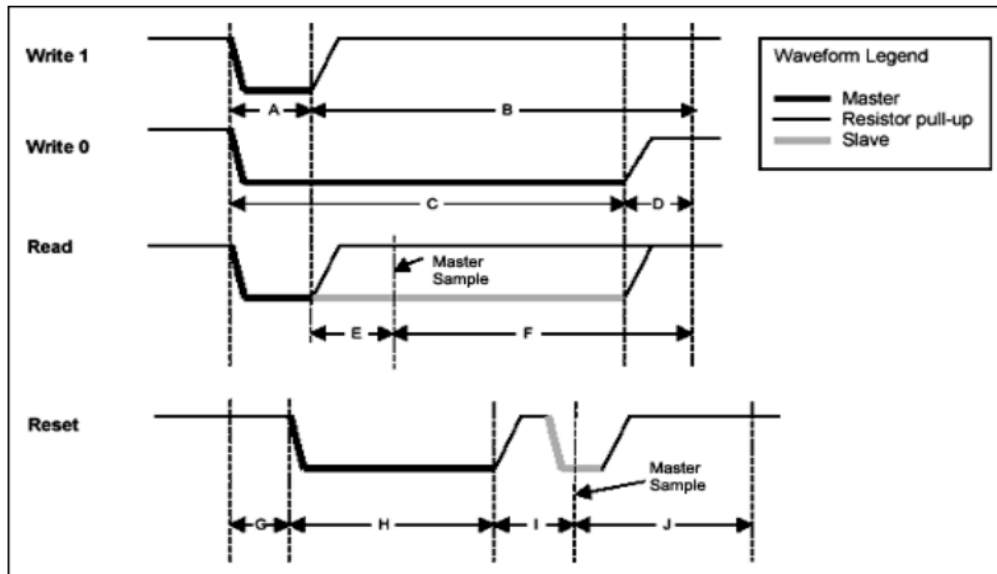 Write 1
A
B
Waveform Legend
Master
Resistor pull-up
Slave
Write 0
C
D
Read
Master
Sample
E
F
Reset
Master
Sample
G
H
I
J